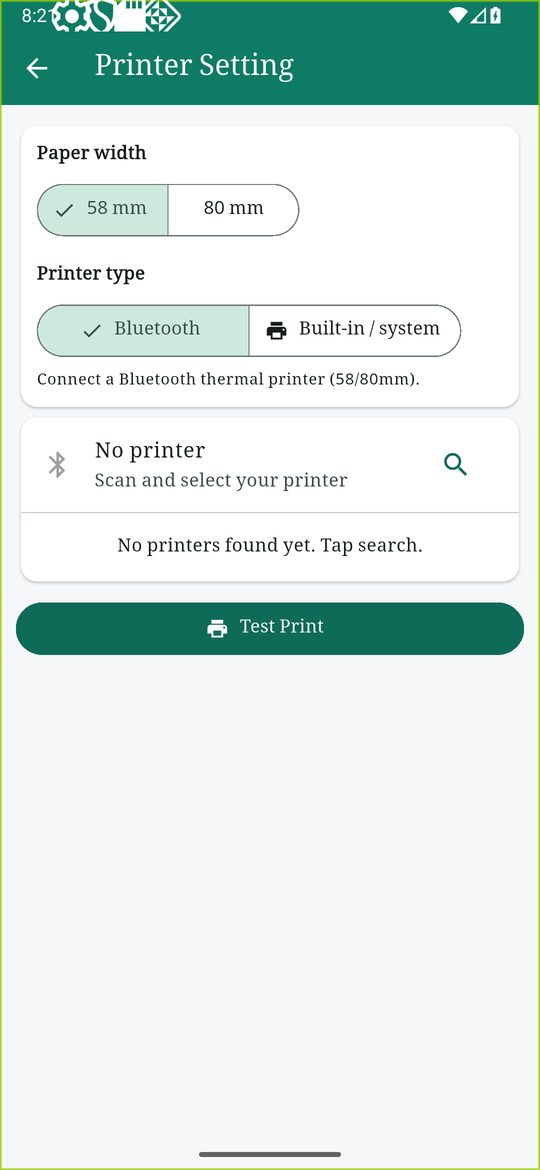 8:21
Printer Setting
Paper width
58 mm
80 mm
Printer type
Bluetooth
Built-in / system
Connect a Bluetooth thermal printer (58/80mm).
No printer
Scan and select your printer
No printers found yet. Tap search.
Test Print